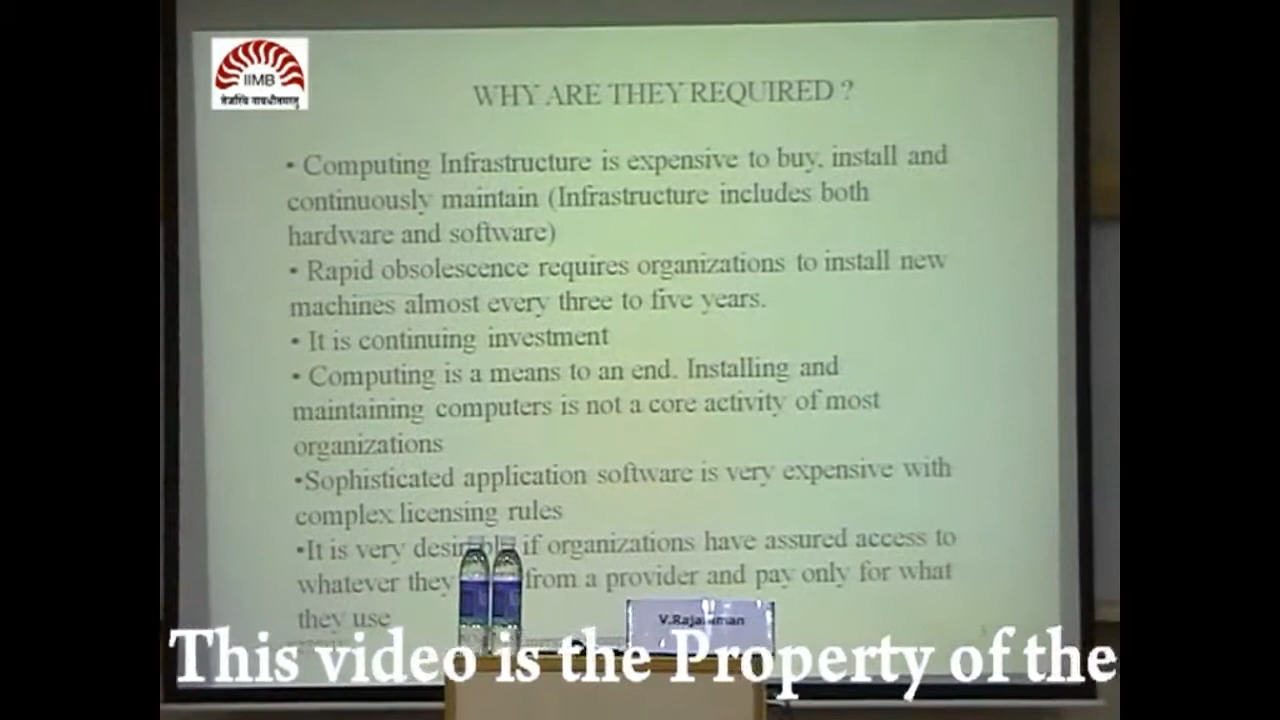 IIMB
तेजस्वि नावधीतमस्तु
WHY ARE THEY REQUIRED ?
• Computing Infrastructure is expensive to buy, install and
continuously maintain (Infrastructure includes both
hardware and software)
• Rapid obsolescence requires organizations to install new
machines almost every three to five years.
• It is continuing investment
• Computing is a means to an end. Installing and
maintaining computers is not a core activity of most
organizations
•Sophisticated application software is very expensive with
complex licensing rules
•It is very desirable if organizations have assured access to
whatever they from a provider and pay only for what
they use
V.Rajaraman
This video is the Property of the